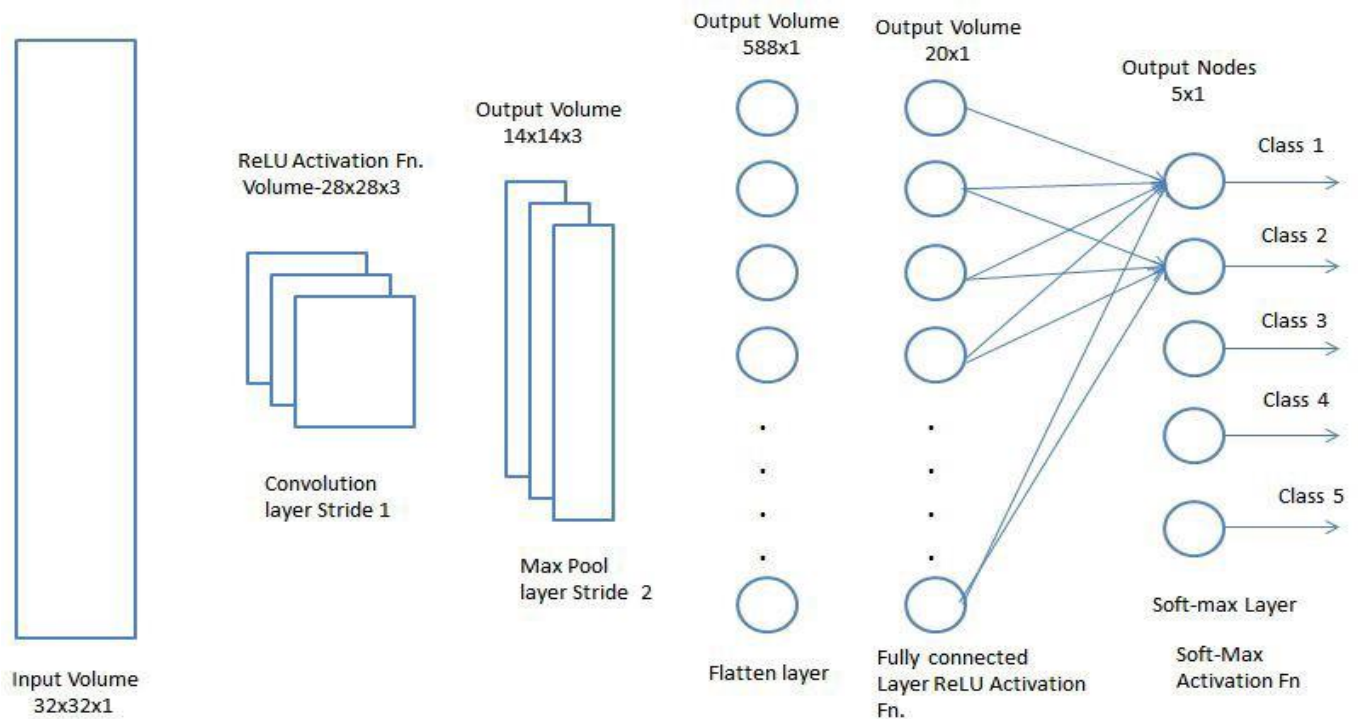 Input Volume
32x32x1
ReLU Activation Fn.
Volume-28x28x3
Convolution
layer Stride 1
Output Volume
14x14x3
Max Pool
layer Stride 2
Output Volume
588x1
.
.
.
.
Flatten layer
Output Volume
20x1
.
.
.
.
Fully connected
Layer ReLU Activation
Fn.
Output Nodes
5x1
Class 1
Class 2
Class 3
Class 4
Class 5
Soft-max Layer
Soft-Max
Activation Fn